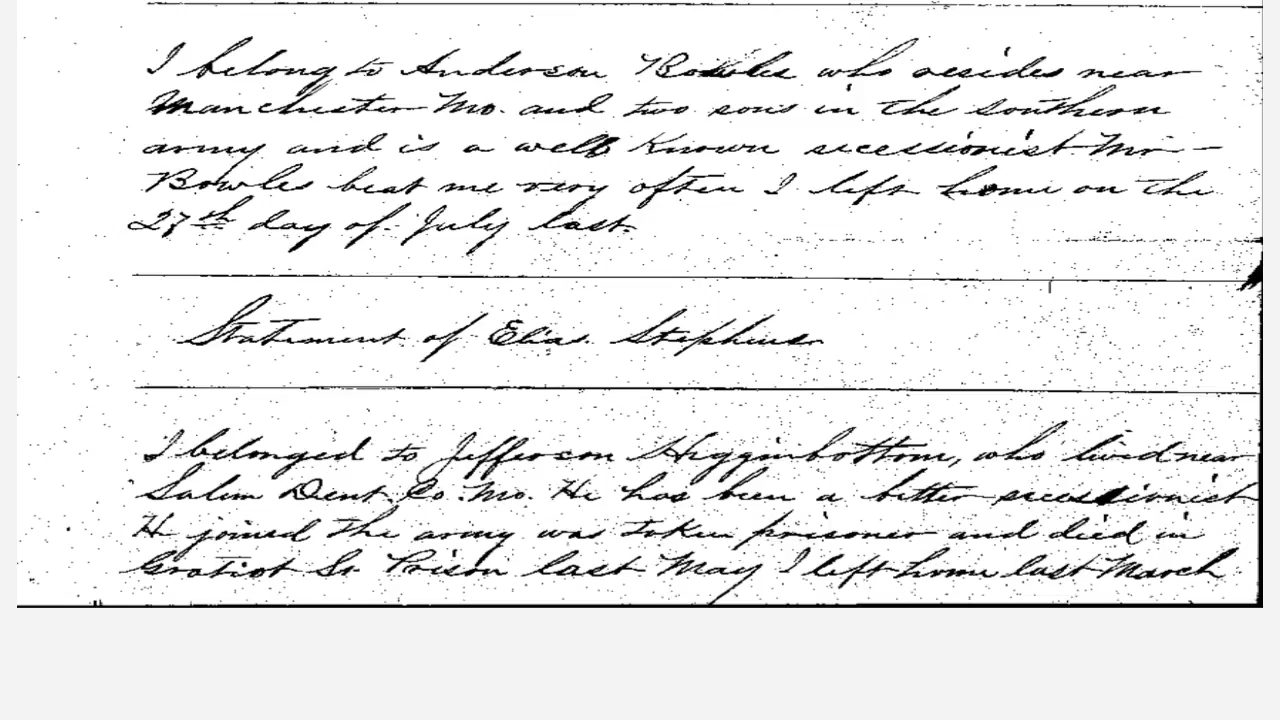 I belong to Anderson Bowles who resides near
Manchester Mo. and two sons in the southern
army and is a well known secessionist Mr -
Bowles beat me very often I left home on the
27th day of July last.
Statement of Elias Stephens
I belonged to Jefferson Higginbottom, who lived near
Salem Dent Co. Mo. He has been a bitter secessionist
He joined the army was taken prisoner and died in
Gratiot St. Prison last May I left home last March